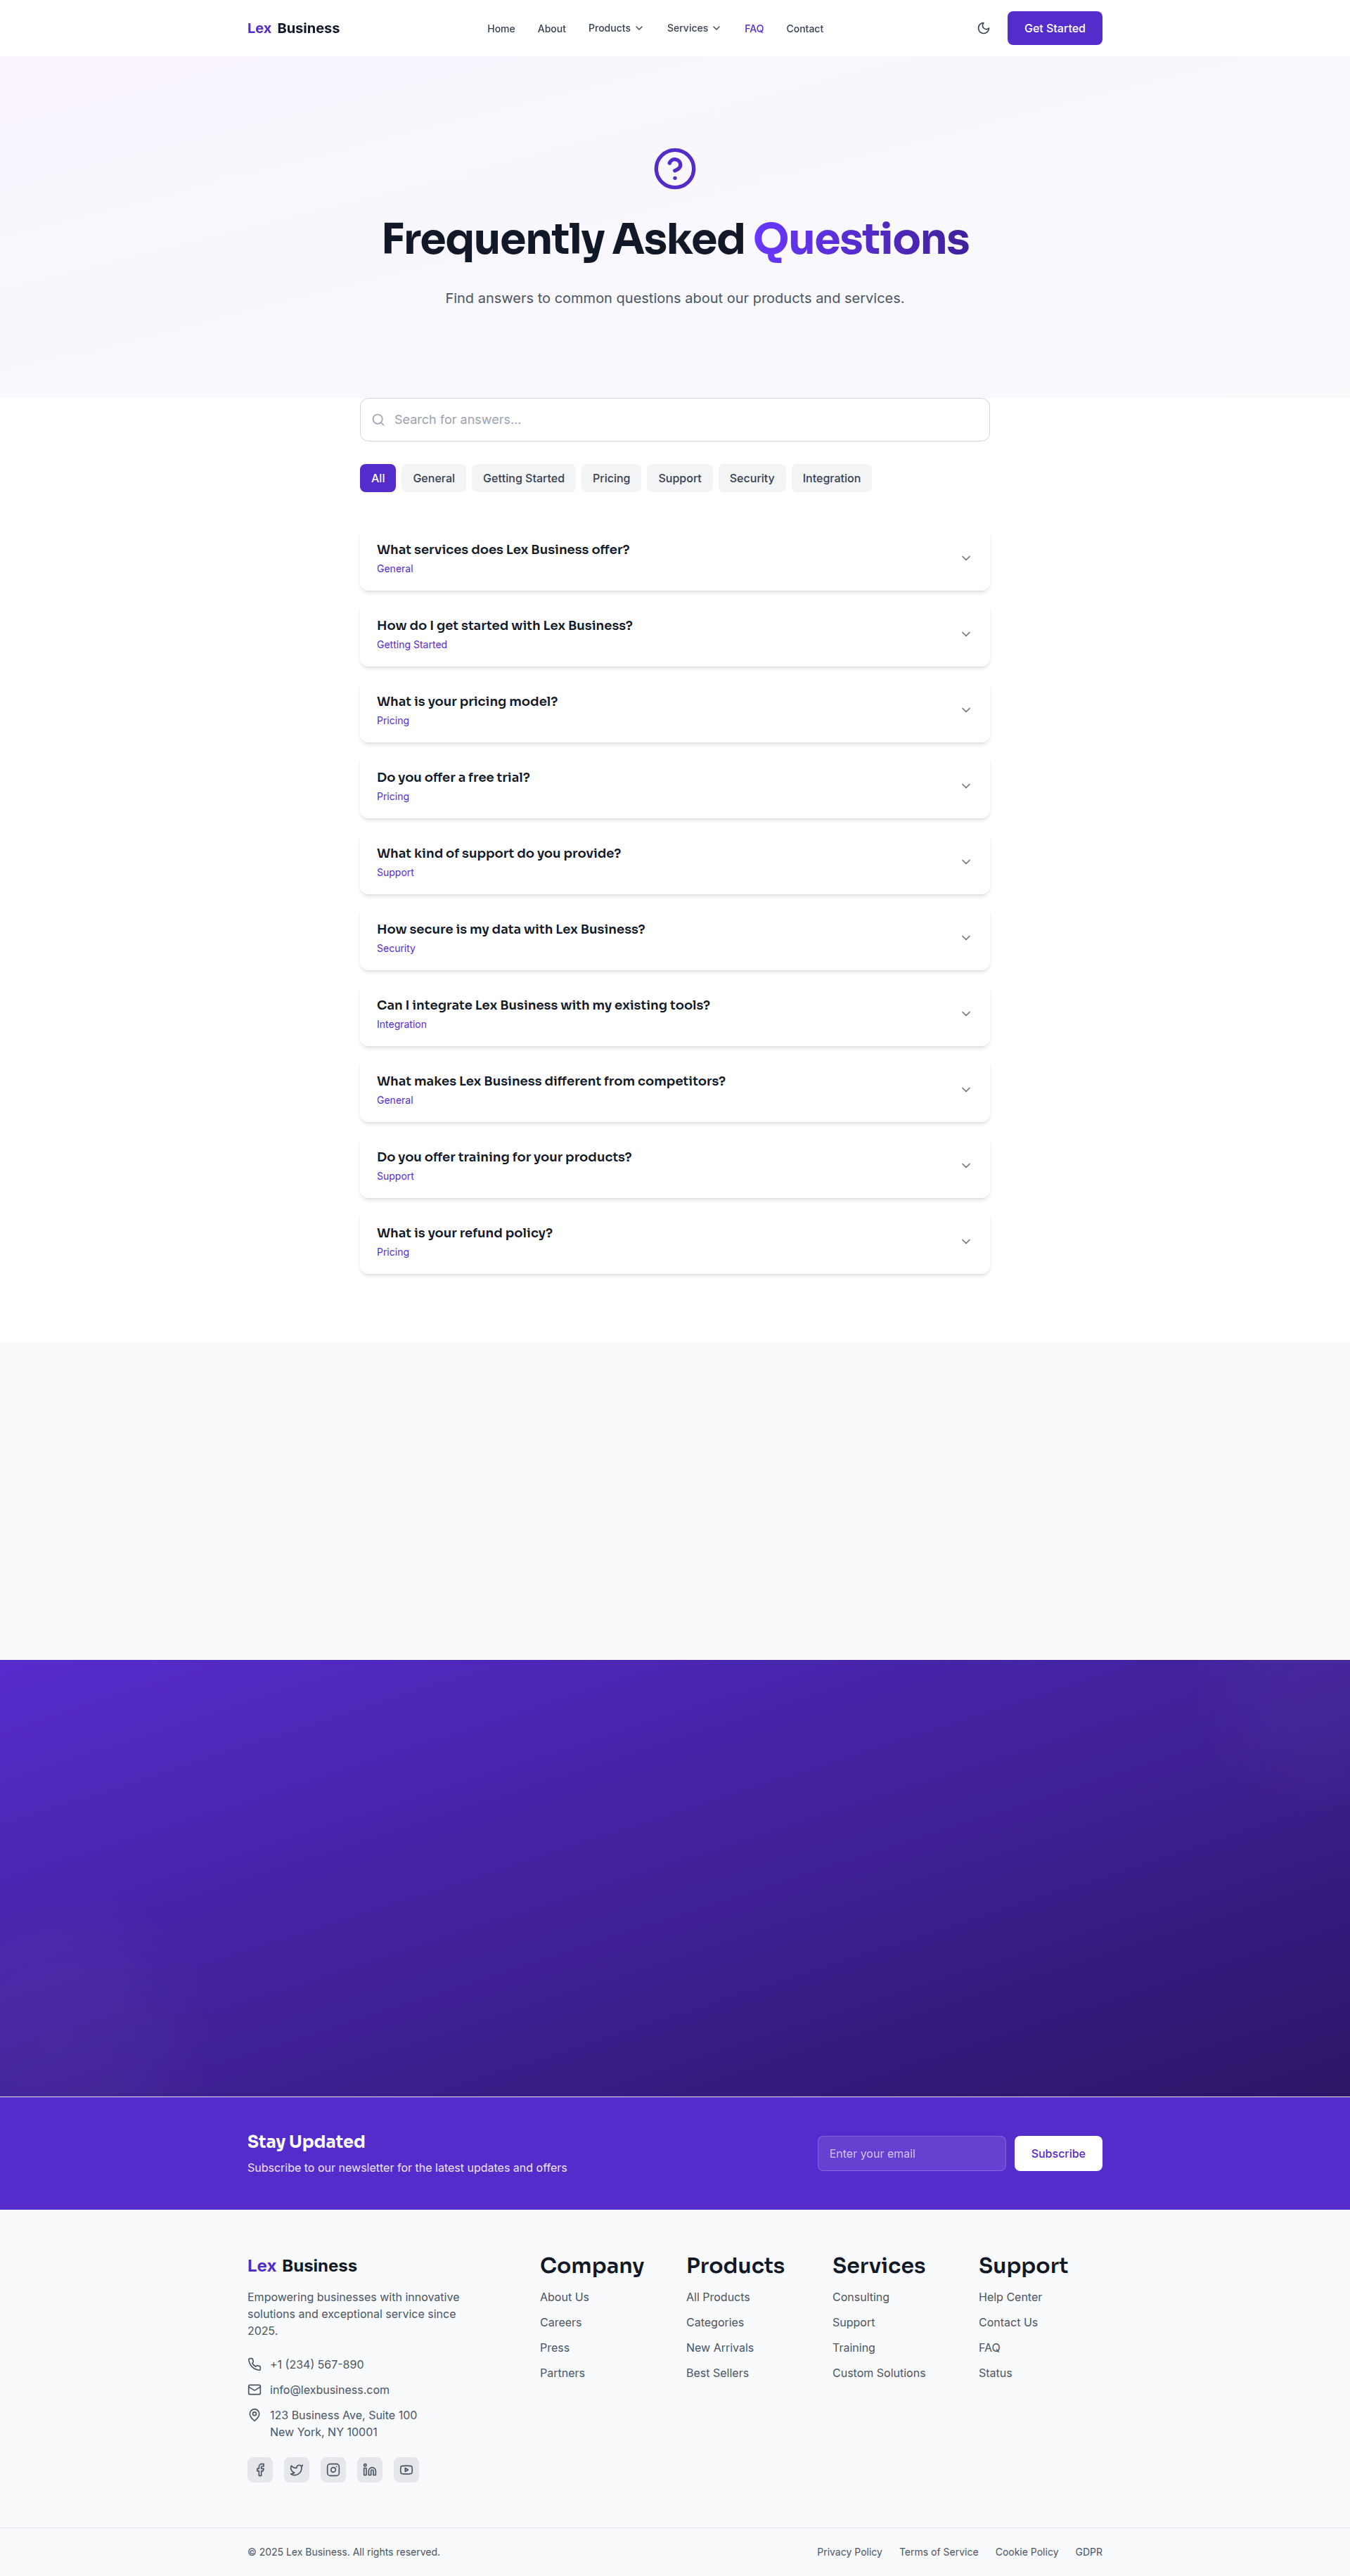 Lex Business
Home About Products Services FAQ Contact
Get Started
Frequently Asked Questions
Find answers to common questions about our products and services.
Search for answers...
All General Getting Started Pricing Support Security Integration
What services does Lex Business offer?
General
How do I get started with Lex Business?
Getting Started
What is your pricing model?
Pricing
Do you offer a free trial?
Pricing
What kind of support do you provide?
Support
How secure is my data with Lex Business?
Security
Can I integrate Lex Business with my existing tools?
Integration
What makes Lex Business different from competitors?
General
Do you offer training for your products?
Support
What is your refund policy?
Pricing
Stay Updated
Subscribe to our newsletter for the latest updates and offers
Enter your email
Subscribe
Lex Business
Empowering businesses with innovative
solutions and exceptional service since
2025.
+1 (234) 567-890
info@lexbusiness.com
123 Business Ave, Suite 100
New York, NY 10001
Company
About Us
Careers
Press
Partners
Products
All Products
Categories
New Arrivals
Best Sellers
Services
Consulting
Support
Training
Custom Solutions
Support
Help Center
Contact Us
FAQ
Status
© 2025 Lex Business. All rights reserved.
Privacy Policy Terms of Service Cookie Policy GDPR